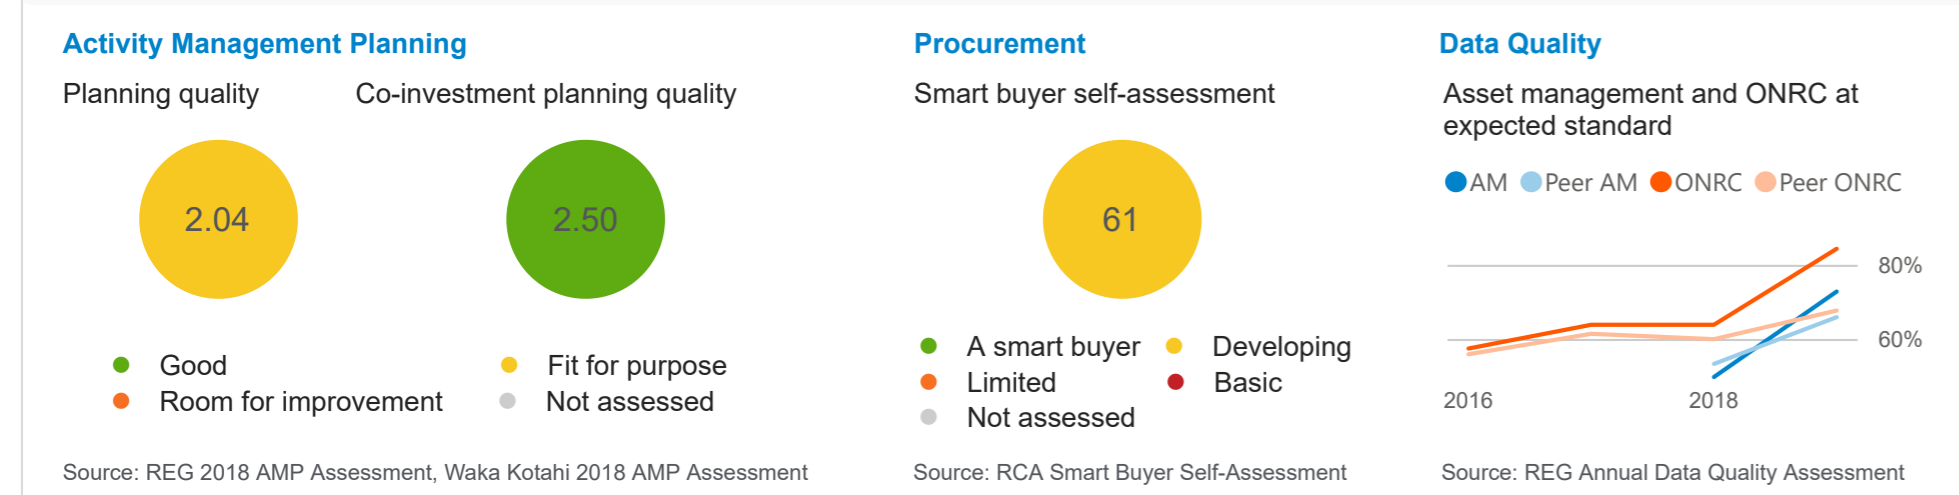 Activity Management Planning
Planning quality
Co-investment planning quality
2.04
2.50
Good
Fit for purpose
Room for improvement
Not assessed
Source: REG 2018 AMP Assessment, Waka Kotahi 2018 AMP Assessment
Procurement
Smart buyer self-assessment
61
A smart buyer
Developing
Limited
Basic
Not assessed
Source: RCA Smart Buyer Self-Assessment
Data Quality
Asset management and ONRC at
expected standard
AM Peer AM ONRC Peer ONRC
80%
60%
2016 2018
Source: REG Annual Data Quality Assessment